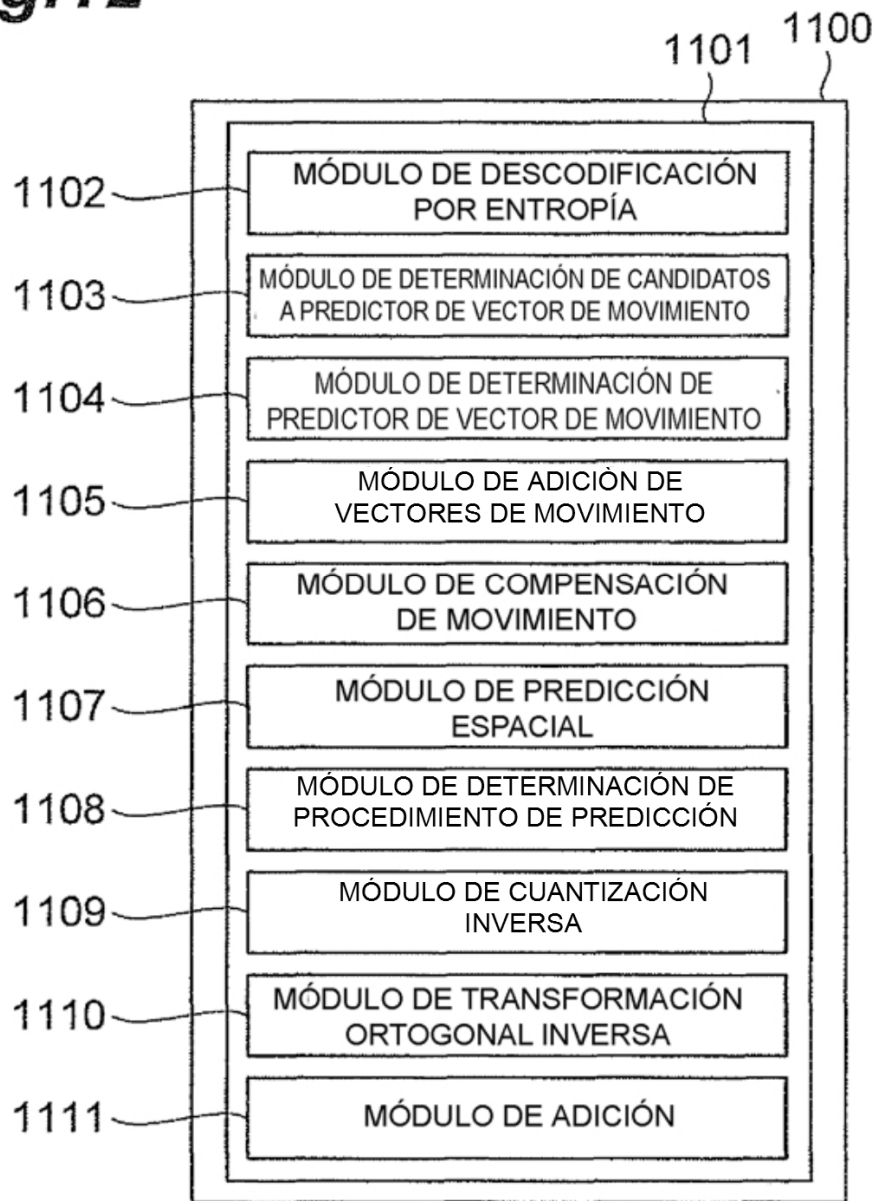 g.12
1100
1101
1102
MÓDULO DE DESCODIFICACIÓN
POR ENTROPÍA
1103
MÓDULO DE DETERMINACIÓN DE CANDIDATOS
A PREDICTOR DE VECTOR DE MOVIMIENTO
1104
MÓDULO DE DETERMINACIÓN DE
PREDICTOR DE VECTOR DE MOVIMIENTO
1105
MÓDULO DE ADICIÒN DE
VECTORES DE MOVIMIENTO
1106
MÓDULO DE COMPENSACIÓN
DE MOVIMIENTO
1107
MÓDULO DE PREDICCIÓN
ESPACIAL
1108
MÓDULO DE DETERMINACIÓN DE
PROCEDIMIENTO DE PREDICCIÓN
1109
MÓDULO DE CUANTIZACIÓN
INVERSA
1110
MÓDULO DE TRANSFORMACIÓN
ORTOGONAL INVERSA
1111
MÓDULO DE ADICIÓN